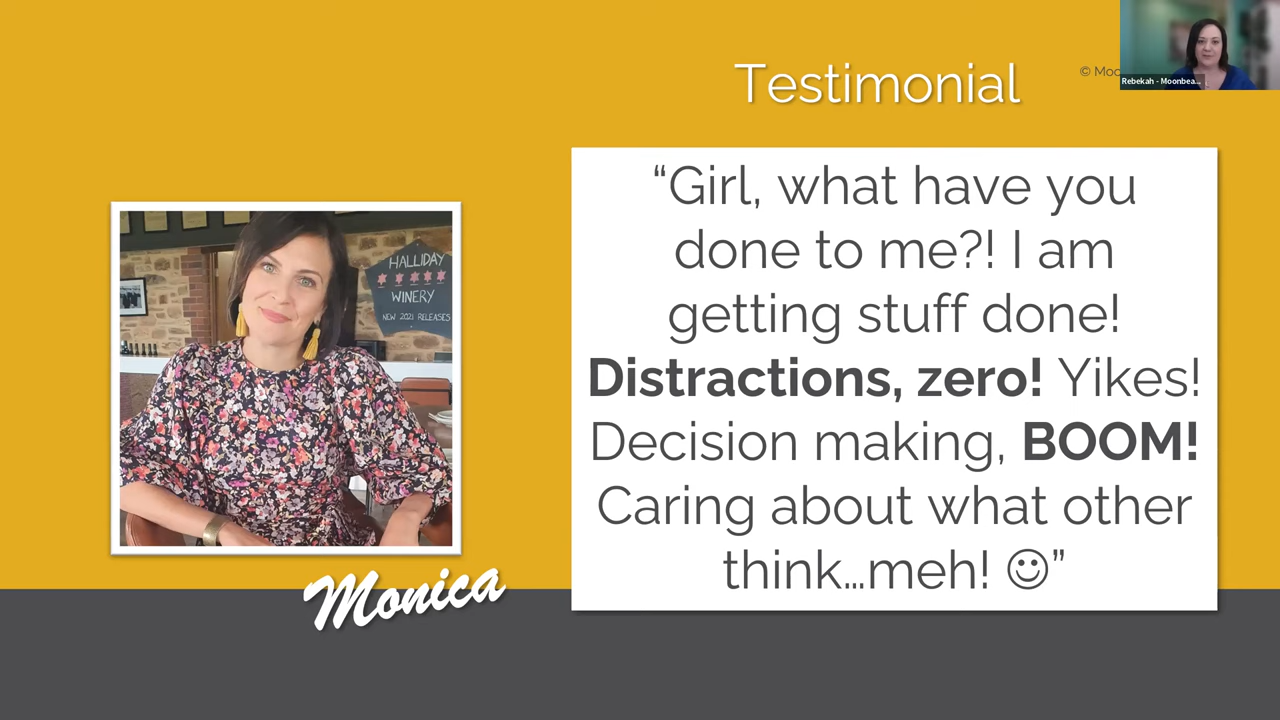 Testimonial
© Moo
Rebekah - Moonbea...
“Girl, what have you
done to me?! I am
getting stuff done!
Distractions, zero! Yikes!
Decision making, BOOM!
Caring about what other
think...meh! ☺”
HALLIDAY
WINERY
NEW 2021 RELEASES
Monica